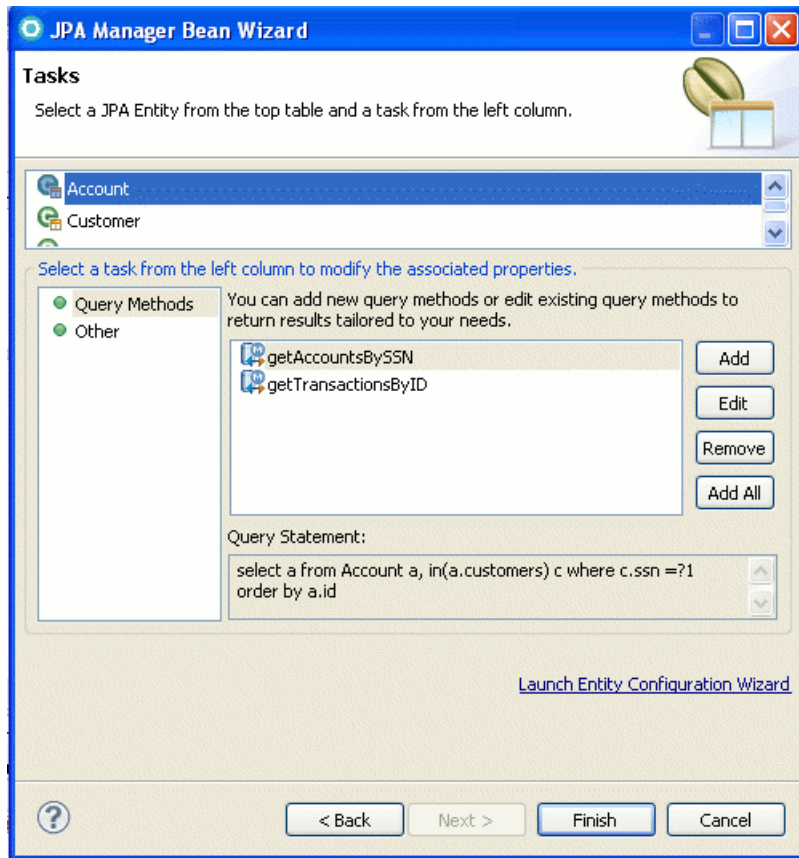 JPA Manager Bean Wizard
Tasks
Select a JPA Entity from the top table and a task from the left column.
Account
Customer
Select a task from the left column to modify the associated properties.
Query Methods
Other
You can add new query methods or edit existing query methods to
return results tailored to your needs.
getAccountsBySSN
getTransactionsByID
Add
Edit
Remove
Add All
Query Statement:
select a from Account a, in(a.customers) c where c.ssn =?1
order by a.id
Launch Entity Configuration Wizard
?
< Back
Next >
Finish
Cancel